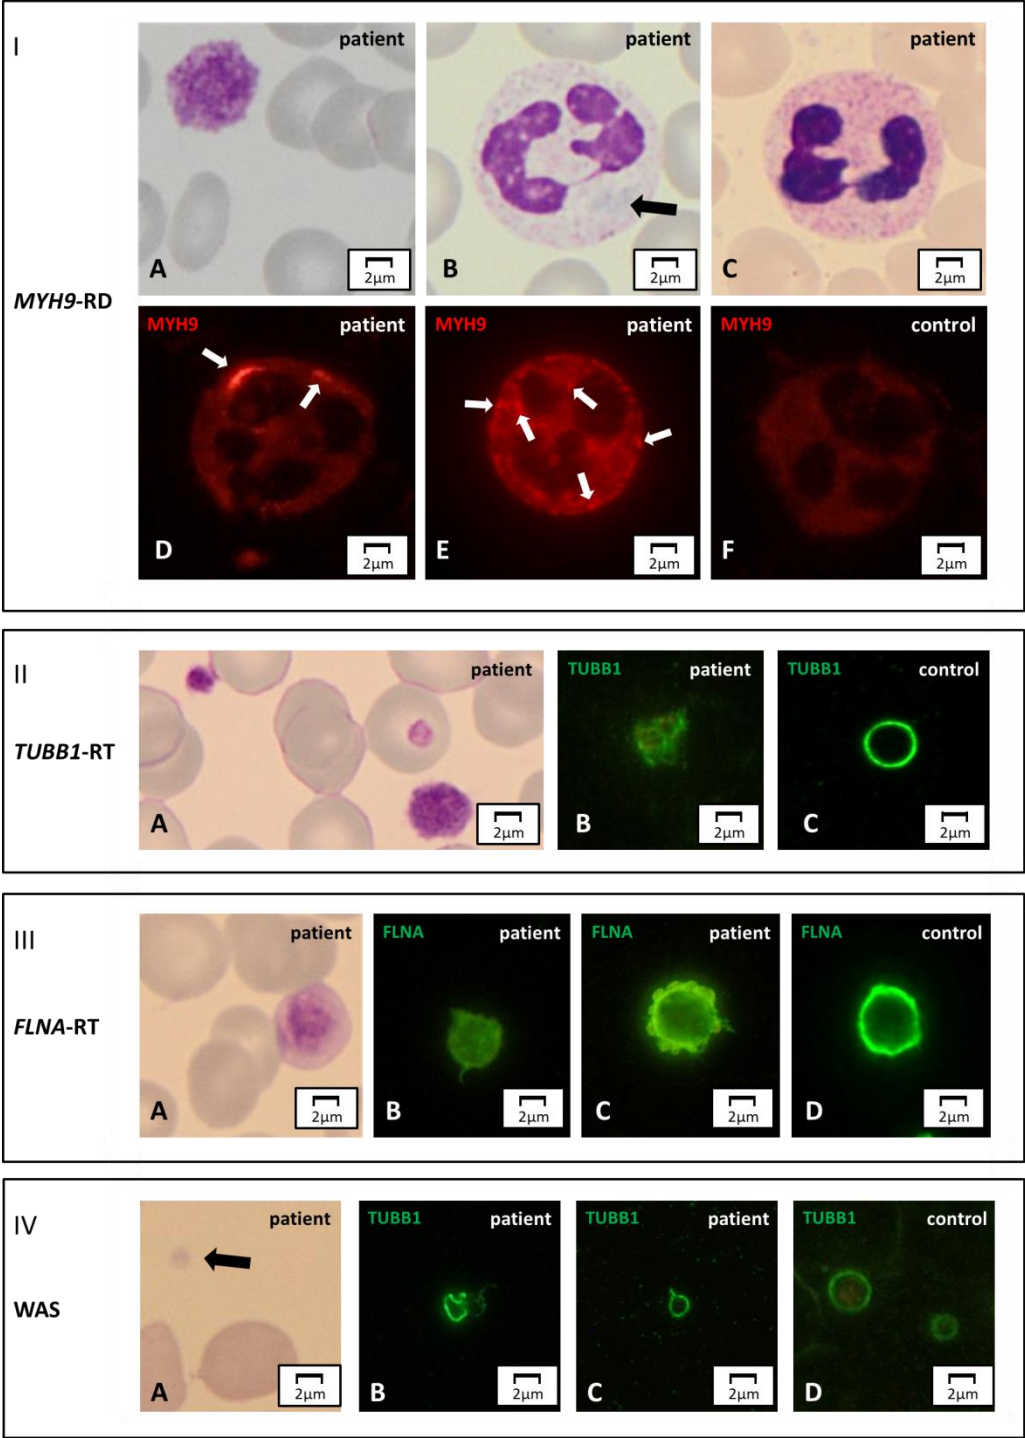 I
MYH9-RD
patient
A
2µm
patient
B
2µm
patient
C
2µm
MYH9
patient
D
2µm
MYH9
patient
E
2µm
MYH9
control
F
2µm
II
TUBB1-RT
patient
A
2µm
TUBB1
patient
B
2µm
TUBB1
control
C
2µm
III
FLNA-RT
patient
A
2µm
FLNA
patient
B
2µm
FLNA
patient
C
2µm
FLNA
control
D
2µm
IV
WAS
patient
A
2µm
TUBB1
patient
B
2µm
TUBB1
patient
C
2µm
TUBB1
control
D
2µm